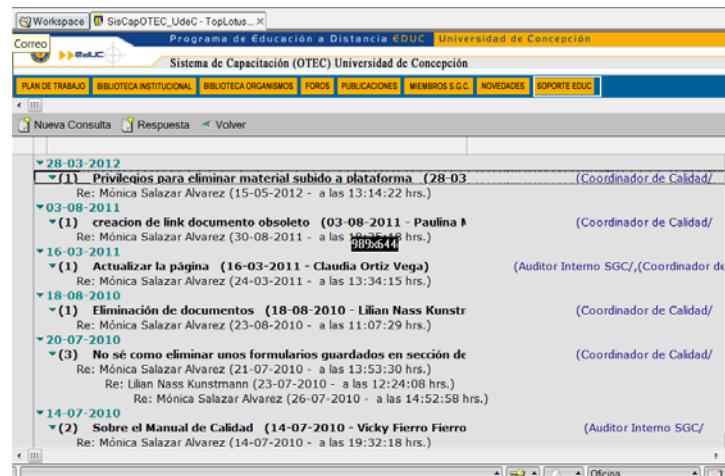 Workspace SisCapOTEC_UdeC - TopLotus...
Correo
Programa de Educación a Distancia EDUC Universidad de Concepción
EDUC
Sistema de Capacitación (OTEC) Universidad de Concepción
PLAN DE TRABAJO BIBLIOTECA INSTITUCIONAL BIBLIOTECA ORGANISMOS FOROS PUBLICACIONES MIEMBROS S.G.C. NOVEDADES SOPORTE EDUC
Nueva Consulta Respuesta Volver
28-03-2012
(1) Privilegios para eliminar material subido a plataforma (28-03 (Coordinador de Calidad/
Re: Mónica Salazar Alvarez (15-05-2012 - a las 13:14:22 hrs.)
03-08-2011
(1) creacion de link documento obsoleto (03-08-2011 - Paulina M (Coordinador de Calidad/
Re: Mónica Salazar Alvarez (30-08-2011 - a las hrs.)
989x644
16-03-2011
(1) Actualizar la página (16-03-2011 - Claudia Ortiz Vega) (Auditor Interno SGC/,(Coordinador de
Re: Mónica Salazar Alvarez (24-03-2011 - a las 13:34:15 hrs.)
18-08-2010
(1) Eliminación de documentos (18-08-2010 - Lilian Nass Kunstr (Coordinador de Calidad/
Re: Mónica Salazar Alvarez (23-08-2010 - a las 11:07:29 hrs.)
20-07-2010
(3) No sé como eliminar unos formularios guardados en sección de (Coordinador de Calidad/
Re: Mónica Salazar Alvarez (21-07-2010 - a las 13:53:30 hrs.)
Re: Lilian Nass Kunstmann (23-07-2010 - a las 12:24:08 hrs.)
Re: Mónica Salazar Alvarez (26-07-2010 - a las 14:52:58 hrs.)
14-07-2010
(2) Sobre el Manual de Calidad (14-07-2010 - Vicky Fierro Fierro (Auditor Interno SGC/
Re: Mónica Salazar Alvarez (14-07-2010 - a las 19:32:18 hrs.)
Oficina